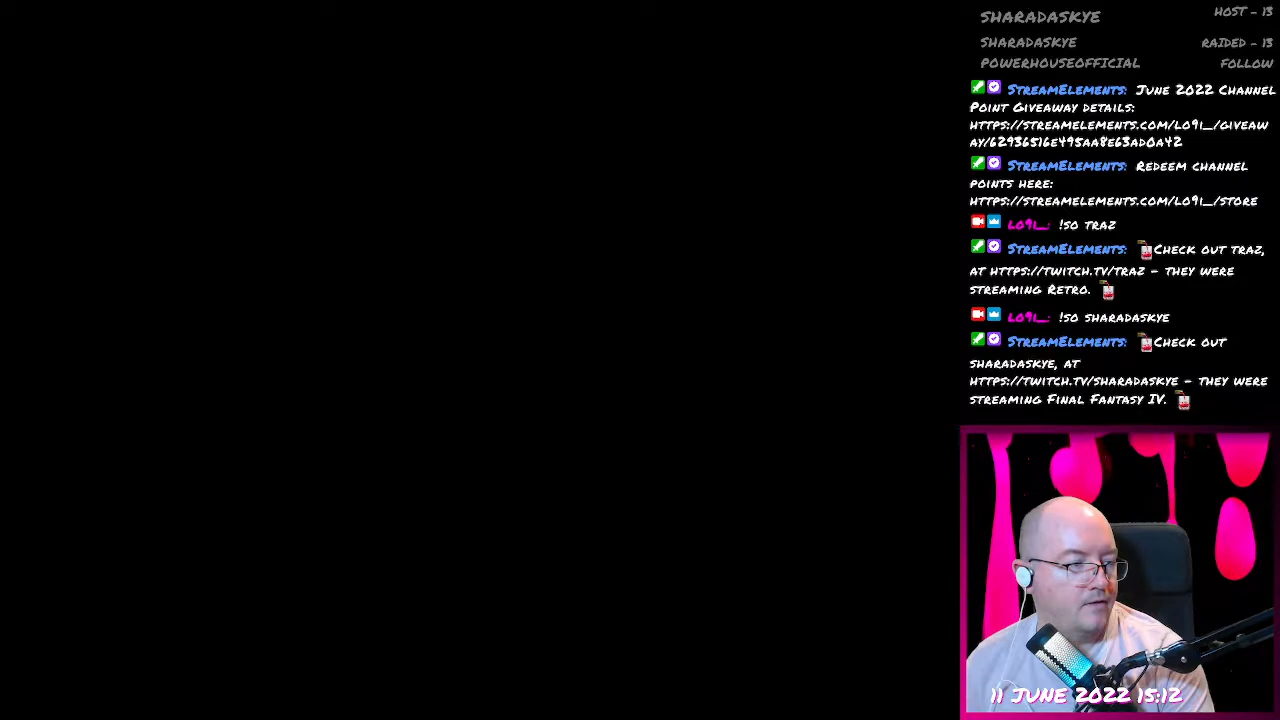 SHARADASKYE HOST - 13
SHARADASKYE RAIDED - 13
POWERHOUSEOFFICIAL FOLLOW
StreamElements: June 2022 Channel
Point Giveaway details:
https://streamelements.com/lo9i_/giveaw
ay/62936516e495aa8e63ad0a42
StreamElements: Redeem channel
points here:
https://streamelements.com/lo9i_/store
lo9i_: !so traz
StreamElements: Check out traz,
at https://twitch.tv/traz - they were
streaming Retro.
lo9i_: !so sharadaskye
StreamElements: Check out
sharadaskye, at
https://twitch.tv/sharadaskye - they were
streaming Final Fantasy IV.
11 JUNE 2022 15:12